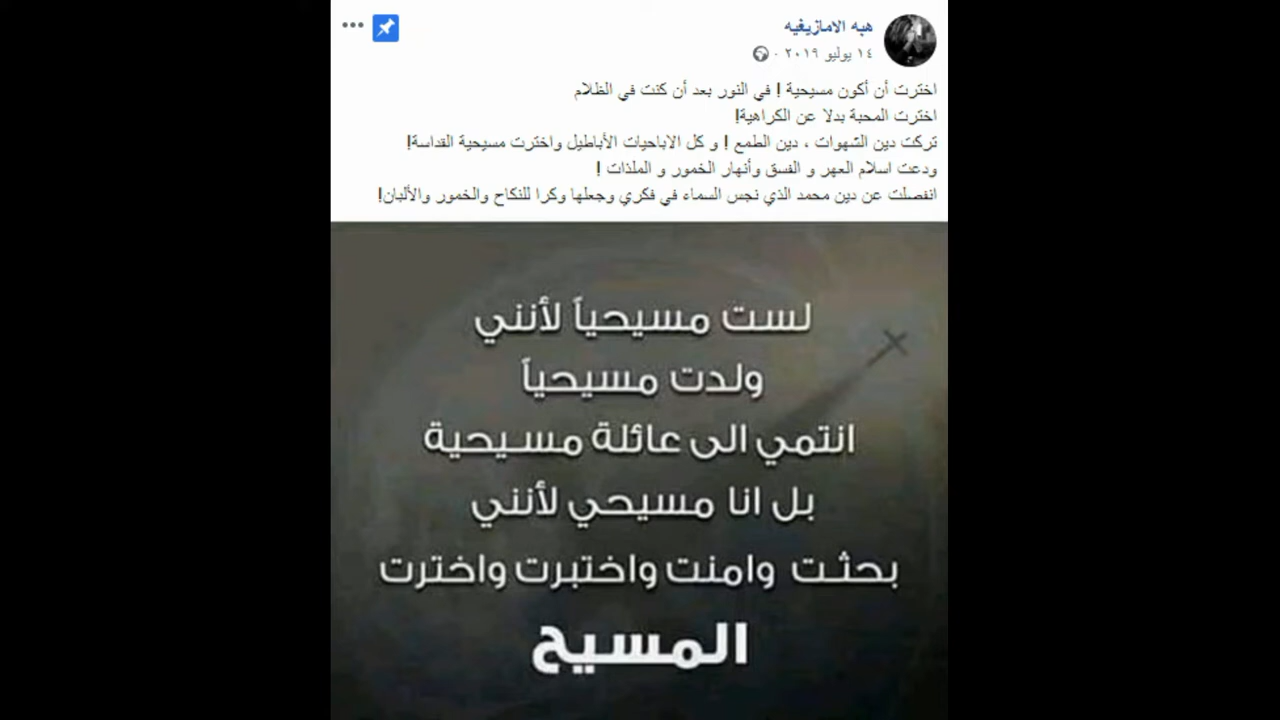 هبه الامازيغيه
١٤ يوليو ٢٠١٩ ·
اخترت أن أكون مسيحية ! في النور بعد أن كنت في الظلام
اخترت المحبة بدلا عن الكراهية!
تركت دين الشهوات ، دين الطمع ! و كل الاباحيات الأباطيل واخترت مسيحية القداسة!
ودعت اسلام العهر و الفسق وأنهار الخمور و الملذات !
انفصلت عن دين محمد الذي نجس السماء في فكري وجعلها وكرا للنكاح والخمور والألبان!
لست مسيحياً لأنني
ولدت مسيحياً
انتمي الى عائلة مسيحية
بل انا مسيحي لأنني
بحثت وامنت واختبرت واخترت
المسيح